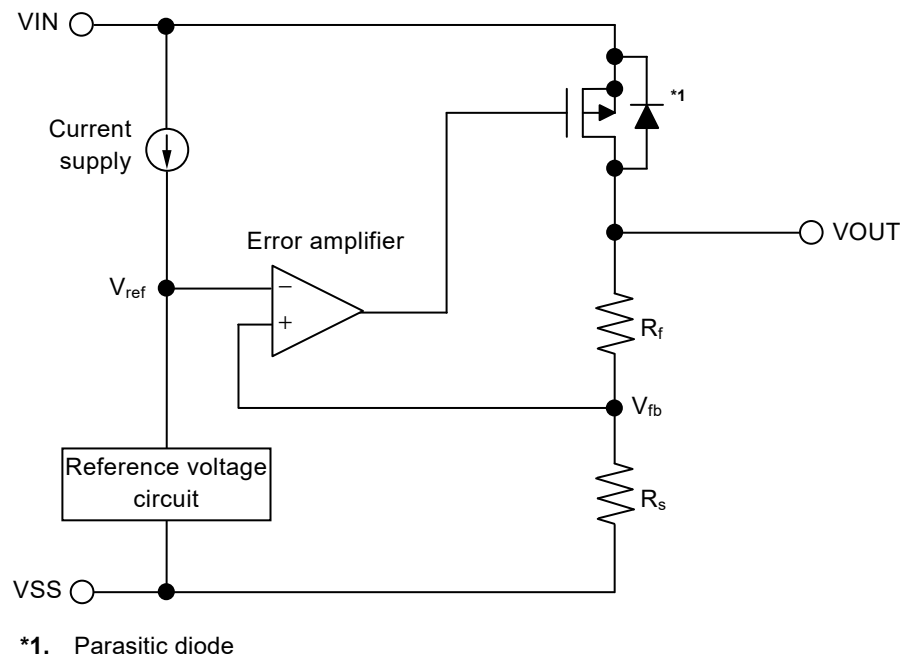 VIN
*1
Current
supply
Error amplifier
VOUT
Vref
−
+
Rf
Vfb
Reference voltage
circuit
Rs
VSS
*1. Parasitic diode